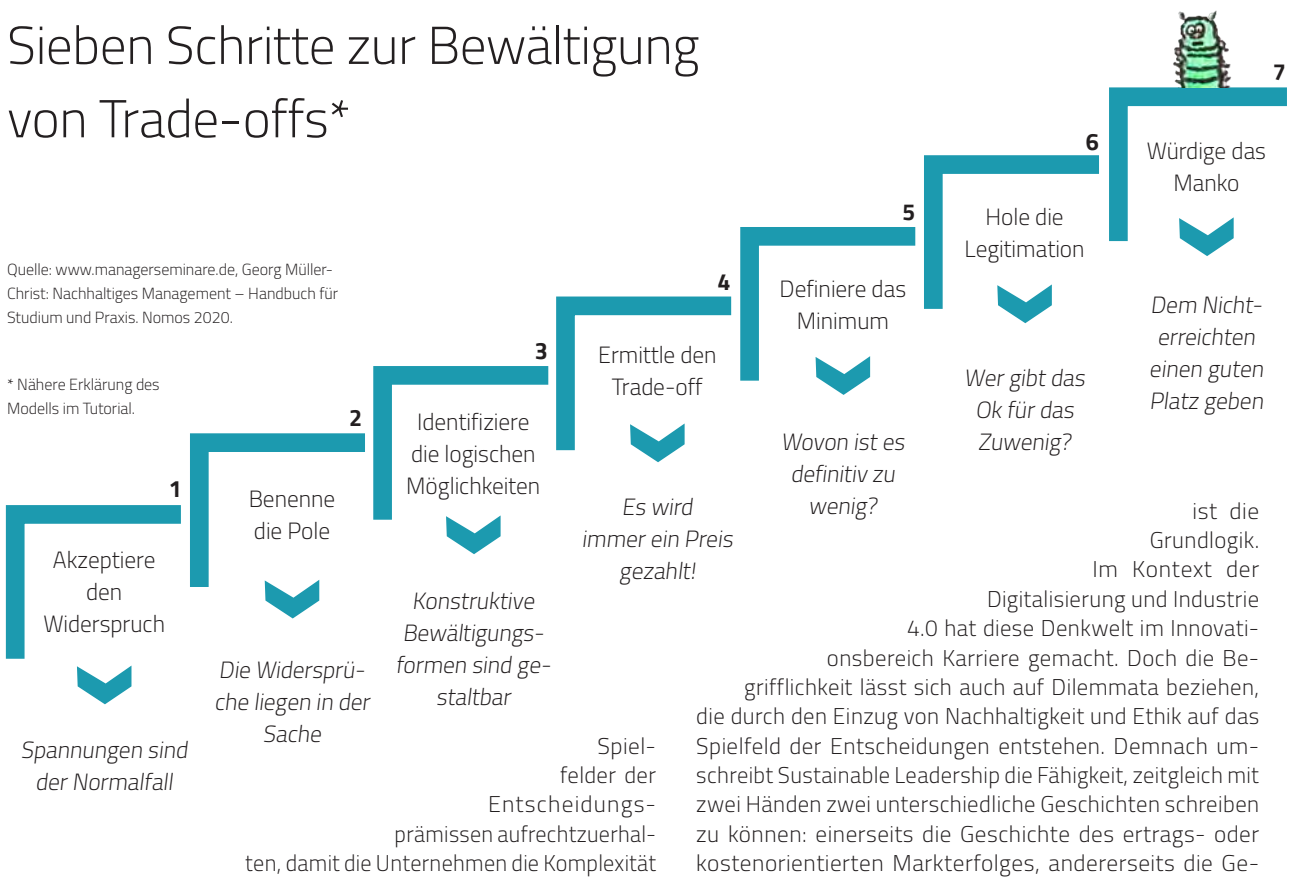 Sieben Schritte zur Bewältigung
von Trade-offs*
Quelle: www.managerseminare.de, Georg Müller-
Christ: Nachhaltiges Management – Handbuch für
Studium und Praxis. Nomos 2020.
* Nähere Erklärung des
Modells im Tutorial.
1
Akzeptiere
den
Widerspruch
Spannungen sind
der Normalfall
2
Benenne
die Pole
Die Widersprü-
che liegen in der
Sache
3
Identifiziere
die logischen
Möglichkeiten
Konstruktive
Bewältigungs-
formen sind ge-
staltbar
4
Ermittle den
Trade-off
Es wird
immer ein Preis
gezahlt!
5
Definiere das
Minimum
Wovon ist es
definitiv zu
wenig?
6
Hole die
Legitimation
Wer gibt das
Ok für das
Zuwenig?
7
Würdige das
Manko
Dem Nicht-
erreichten
einen guten
Platz geben
Spiel-
felder der
Entscheidungs-
prämissen aufrechtzuerhal-
ten, damit die Unternehmen die Komplexität
ist die
Grundlogik.
Im Kontext der
Digitalisierung und Industrie
4.0 hat diese Denkwelt im Innovati-
onsbereich Karriere gemacht. Doch die Be-
grifflichkeit lässt sich auch auf Dilemmata beziehen,
die durch den Einzug von Nachhaltigkeit und Ethik auf das
Spielfeld der Entscheidungen entstehen. Demnach um-
schreibt Sustainable Leadership die Fähigkeit, zeitgleich mit
zwei Händen zwei unterschiedliche Geschichten schreiben
zu können: einerseits die Geschichte des ertrags- oder
kostenorientierten Markterfolges, andererseits die Ge-